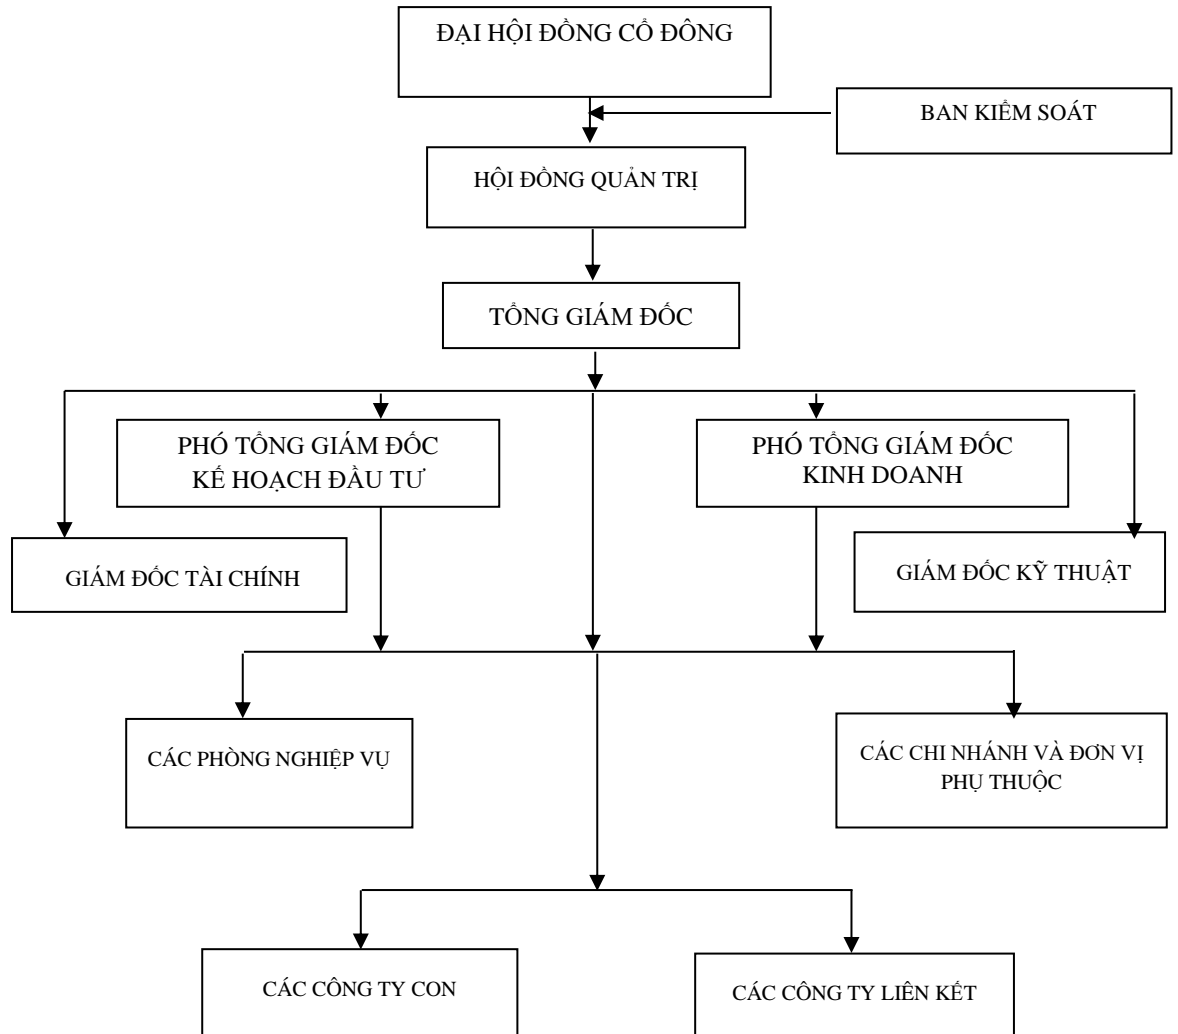 ĐẠI HỘI ĐỒNG CỔ ĐÔNG
BAN KIỂM SOÁT
HỘI ĐỒNG QUẢN TRỊ
TỔNG GIÁM ĐỐC
PHÓ TỔNG GIÁM ĐỐC
KẾ HOẠCH ĐẦU TƯ
PHÓ TỔNG GIÁM ĐỐC
KINH DOANH
GIÁM ĐỐC TÀI CHÍNH
GIÁM ĐỐC KỸ THUẬT
CÁC PHÒNG NGHIỆP VỤ
CÁC CHI NHÁNH VÀ ĐƠN VỊ
PHỤ THUỘC
CÁC CÔNG TY CON
CÁC CÔNG TY LIÊN KẾT